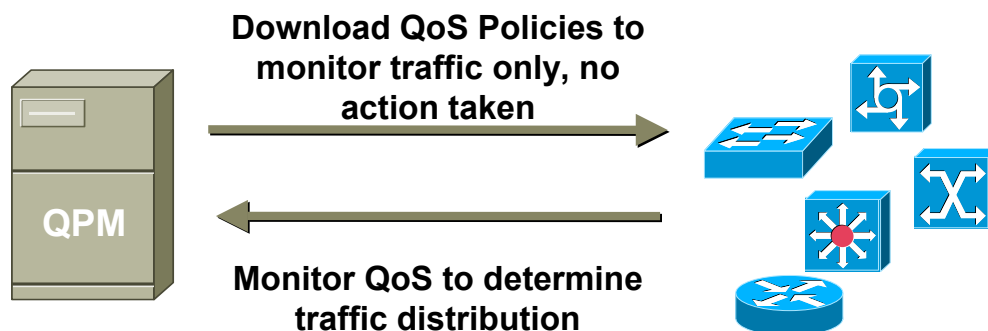 Download QoS Policies to
monitor traffic only, no
action taken
QPM
Monitor QoS to determine
traffic distribution